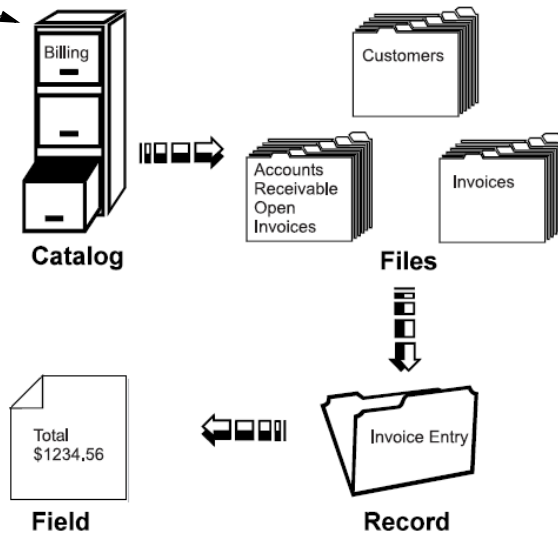 Billing
Customers
Accounts
Receivable
Open
Invoices
Invoices
Catalog
Files
Total
$1234,56
Invoice Entry
Field
Record